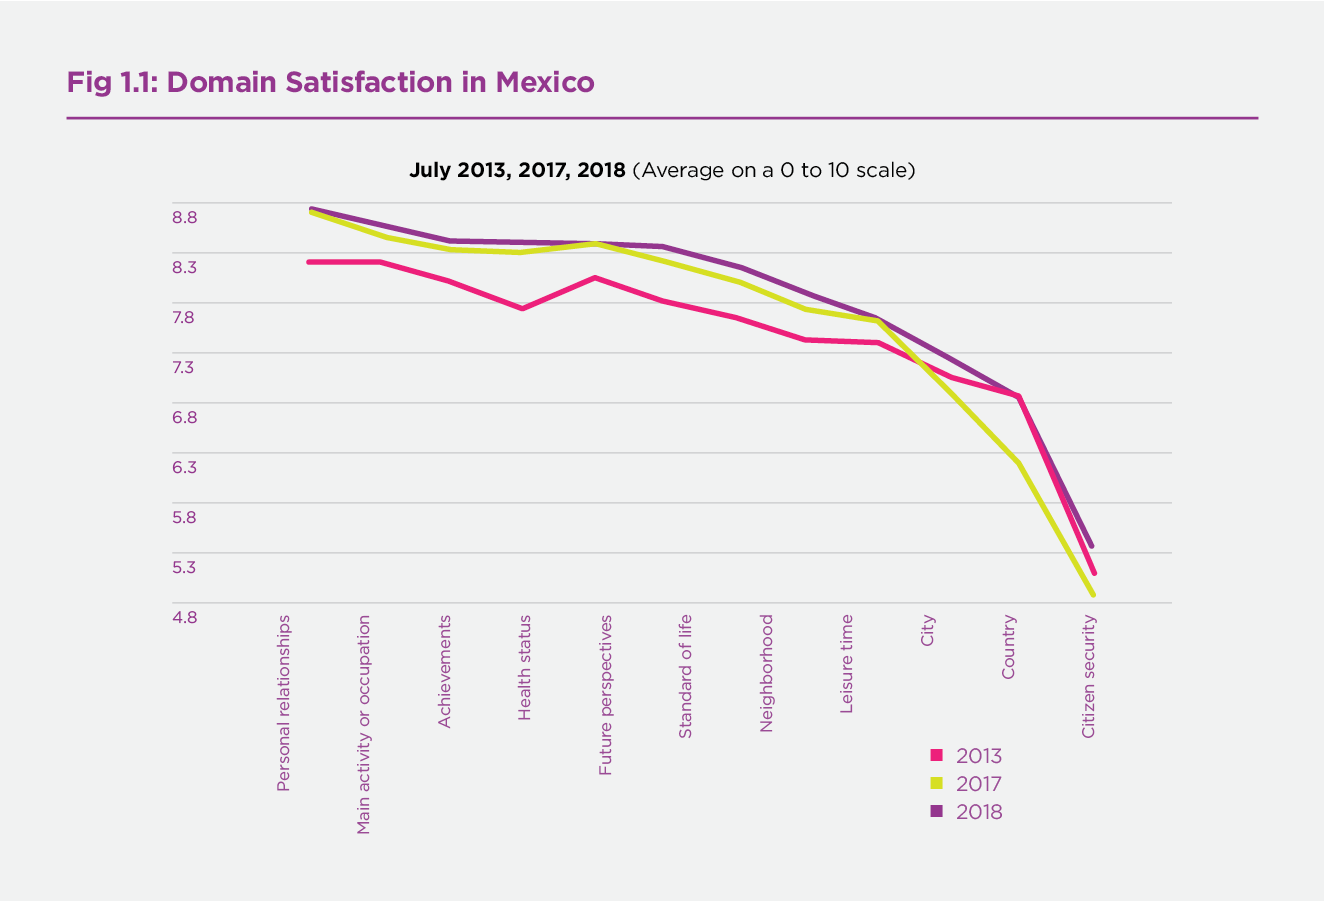 Fig 1.1: Domain Satisfaction in Mexico
July 2013, 2017, 2018 (Average on a 0 to 10 scale)
8.8
8.3
7.8
7.3
6.8
6.3
5.8
5.3
4.8
Personal relationships
Main activity or occupation
Achievements
Health status
Future perspectives
Standard of life
Neighborhood
Leisure time
City
Country
Citizen security
2013
2017
2018